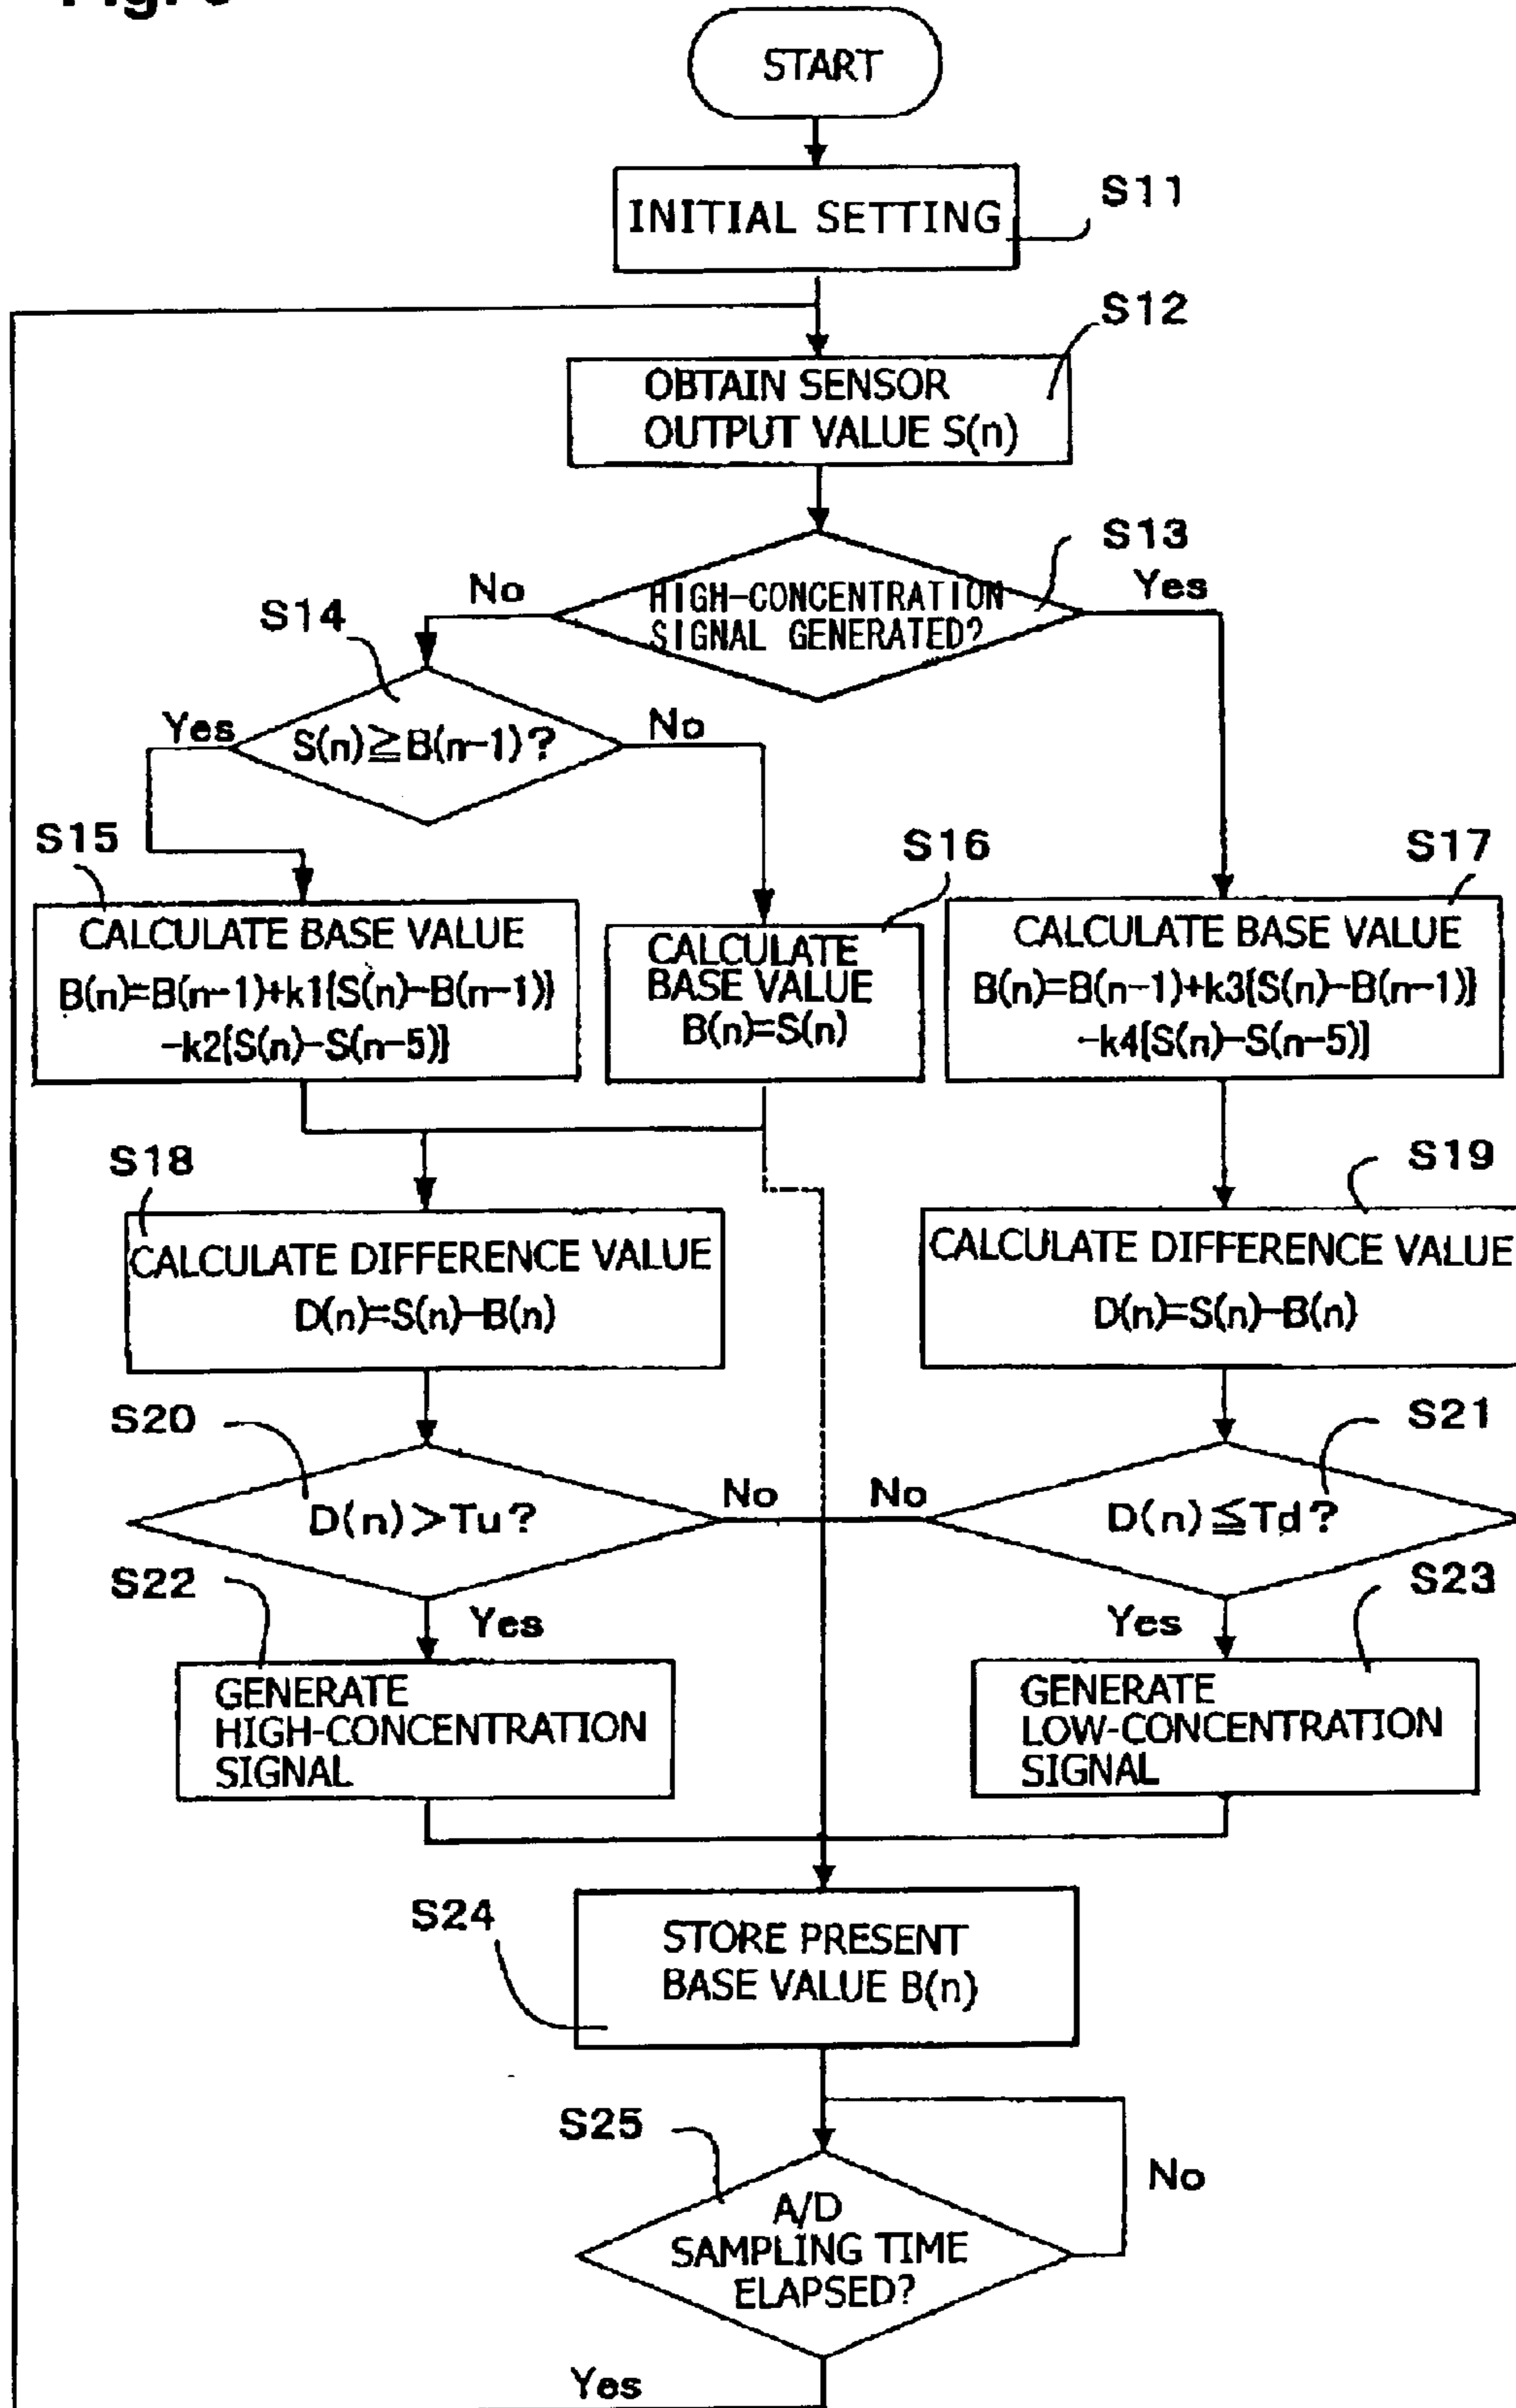 START
INITIAL SETTING
S11
S12
OBTAIN SENSOR
OUTPUT VALUE S(n)
S13
No
HIGH-CONCENTRATION
SIGNAL GENERATED?
Yes
S14
Yes
S(n)≧B(n-1)?
No
S15
CALCULATE BASE VALUE
B(n)=B(n-1)+k1{S(n)-B(n-1)}
-k2{S(n)-S(n-5)}
S16
CALCULATE
BASE VALUE
B(n)=S(n)
S17
CALCULATE BASE VALUE
B(n)=B(n-1)+k3{S(n)-B(n-1)}
-k4{S(n)-S(n-5)}
S18
CALCULATE DIFFERENCE VALUE
D(n)=S(n)-B(n)
S19
CALCULATE DIFFERENCE VALUE
D(n)=S(n)-B(n)
S20
D(n)>Tu?
No
No
S21
D(n)≦Td?
S22
Yes
GENERATE
HIGH-CONCENTRATION
SIGNAL
S23
Yes
GENERATE
LOW-CONCENTRATION
SIGNAL
S24
STORE PRESENT
BASE VALUE B(n)
S25
A/D
SAMPLING TIME
ELAPSED?
No
Yes